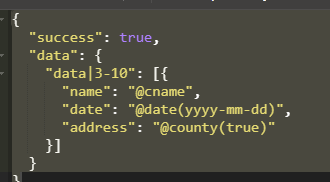 {
"success": true,
"data": {
"data|3-10": [{
"name": "@cname",
"date": "@date(yyyy-mm-dd)",
"address": "@county(true)"
}]
}
}